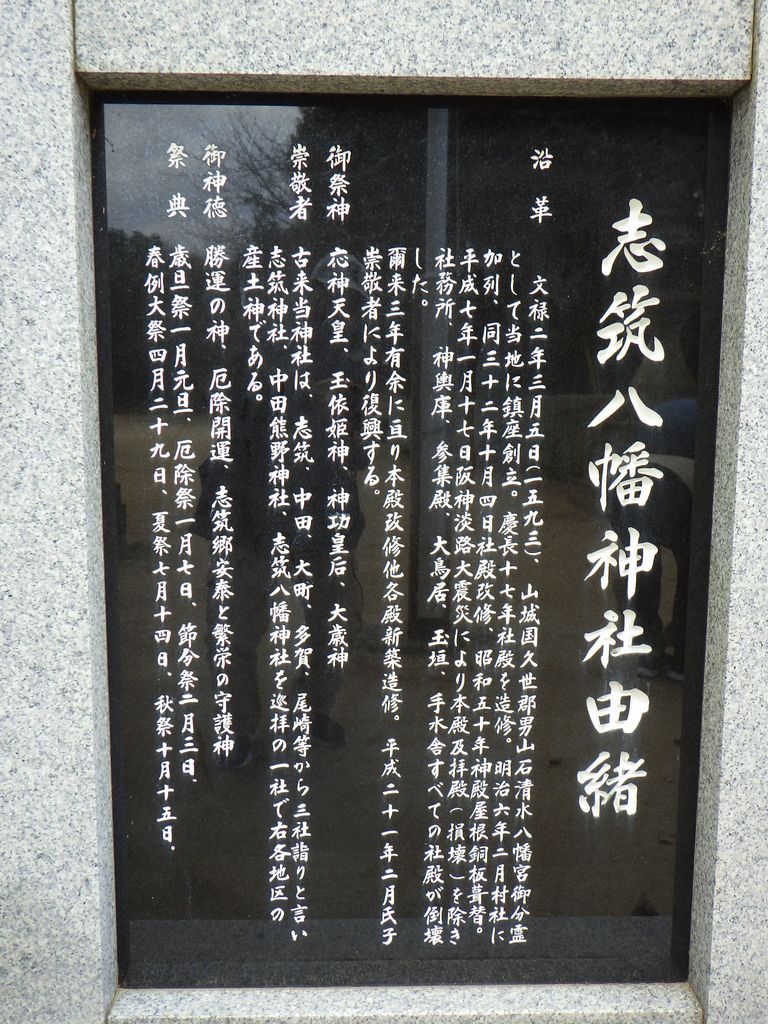 志筑八幡神社由緒
沿革
文禄二年三月五日(一五九三)、山城国久世郡男山石清水八幡宮御分霊
として当地に鎮座創立。慶長十七年社殿を造修。明治六年二月村社に
加列、同三十二年十月四日社殿改修、昭和五十年神殿屋根銅板葺替。
平成七年一月十七日阪神淡路大震災により本殿及拝殿(損壊)を除き
社務所、神輿庫、参集殿、大鳥居、玉垣、手水舎すべての社殿が倒壊
した。
爾来三年有余に亘り本殿改修他各殿新築造修。平成二十一年二月氏子
崇敬者により復興する。
御祭神 応神天皇、玉依姫神、神功皇后、大歳神
崇敬者 古来当神社は、志筑、中田、大町、多賀、尾崎等から三社詣りと言い
志筑神社、中田熊野神社、志筑八幡神社を巡拝の一社で右各地区の
産土神である。
御神徳 勝運の神、厄除開運、志筑郷安泰と繁栄の守護神
祭典 歳旦祭一月元旦、厄除祭一月七日、節分祭二月三日、
春例大祭四月二十九日、夏祭七月十四日、秋祭十月十五日。